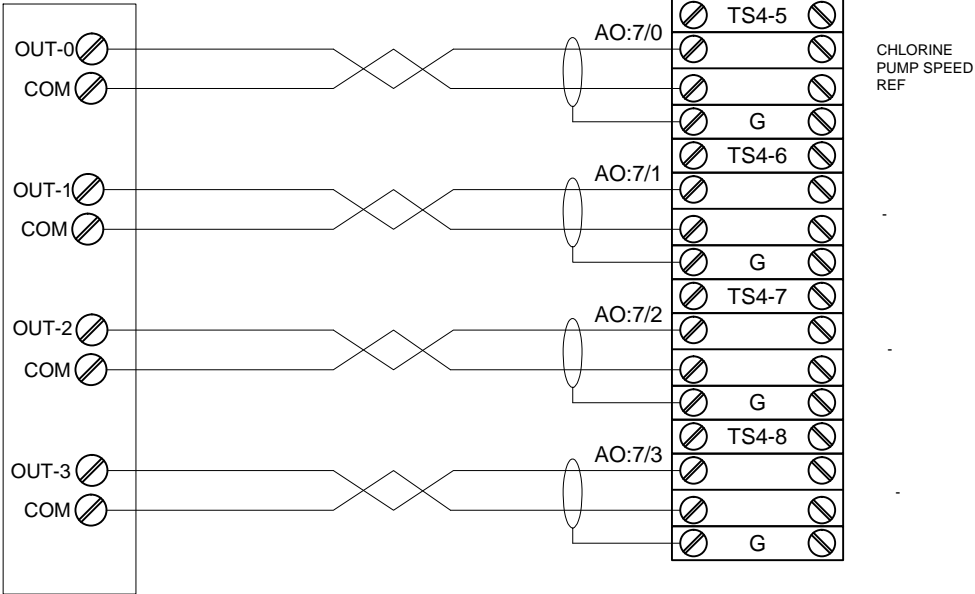 TS4-5
OUT-0
AO:7/0
CHLORINE
PUMP SPEED
REF
COM
G
TS4-6
OUT-1
AO:7/1
-
COM
G
TS4-7
OUT-2
AO:7/2
-
COM
G
TS4-8
OUT-3
AO:7/3
-
COM
G